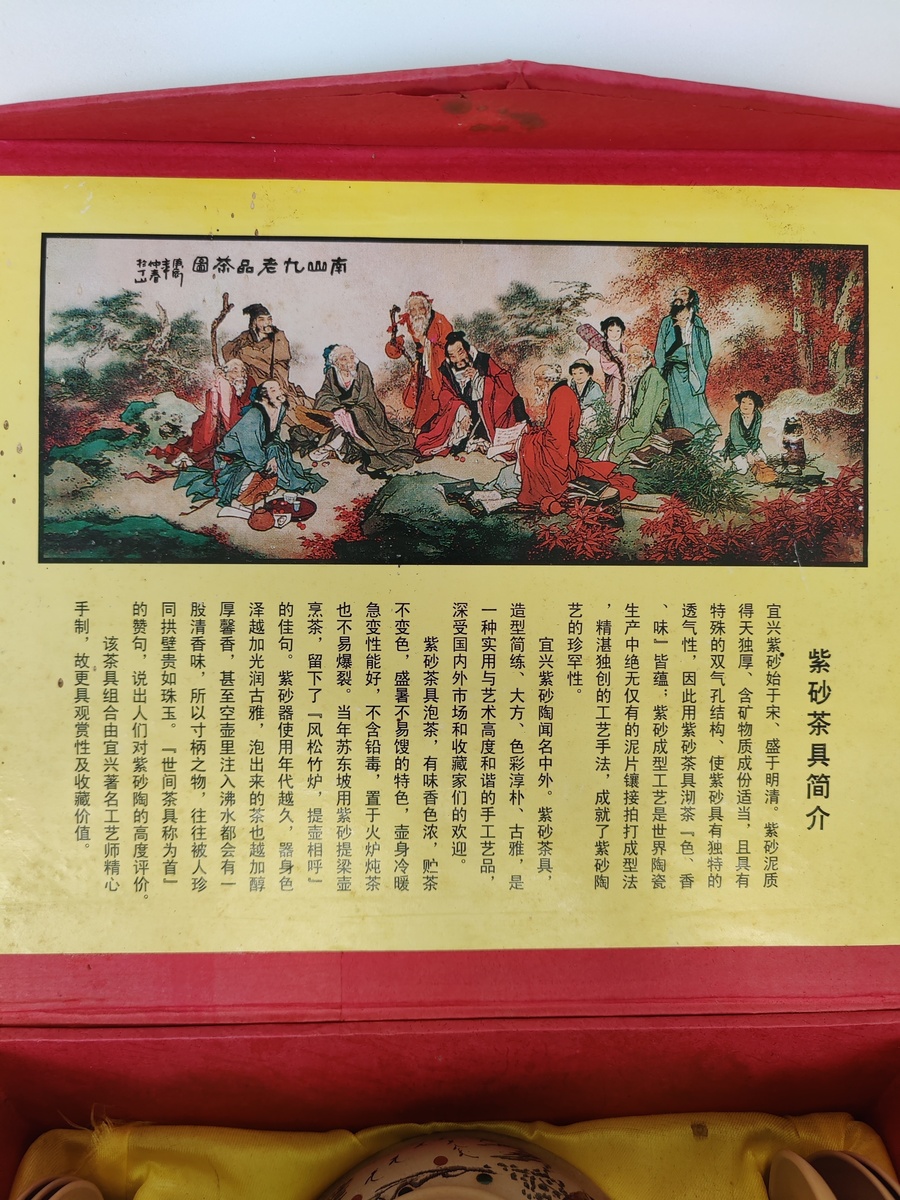 南山九老品茶圖
紫砂茶具简介
宜兴紫砂始于宋、盛于明清。紫砂泥质
得天独厚、含矿物质成份适当，且具有
特殊的双气孔结构、使紫砂具有独特的
透气性，因此用紫砂茶具沏茶『色、香
、味』皆蕴；紫砂成型工艺是世界陶瓷
生产中绝无仅有的泥片镶接拍打成型法
，精湛独创的工艺手法，成就了紫砂陶
艺的珍罕性。
宜兴紫砂陶闻名中外。紫砂茶具，
造型简练、大方、色彩淳朴、古雅，是
一种实用与艺术高度和谐的手工艺品，
深受国内外市场和收藏家们的欢迎。
紫砂茶具泡茶，有味香色浓，贮茶
不变色，盛暑不易馊的特色，壶身冷暖
急变性能好，不含铅毒，置于火炉炖茶
也不易爆裂。当年苏东坡用紫砂提梁壶
烹茶，留下了『风松竹炉，提壶相呼』
的佳句。紫砂器使用年代越久，器身色
泽越加光润古雅，泡出来的茶也越加醇
厚馨香，甚至空壶里注入沸水都会有一
股清香味，所以寸柄之物，往往被人珍
同拱璧贵如珠玉。『世间茶具称为首』
的赞句，说出人们对紫砂陶的高度评价。
该茶具组合由宜兴著名工艺师精心
手制，故更具观赏性及收藏价值。